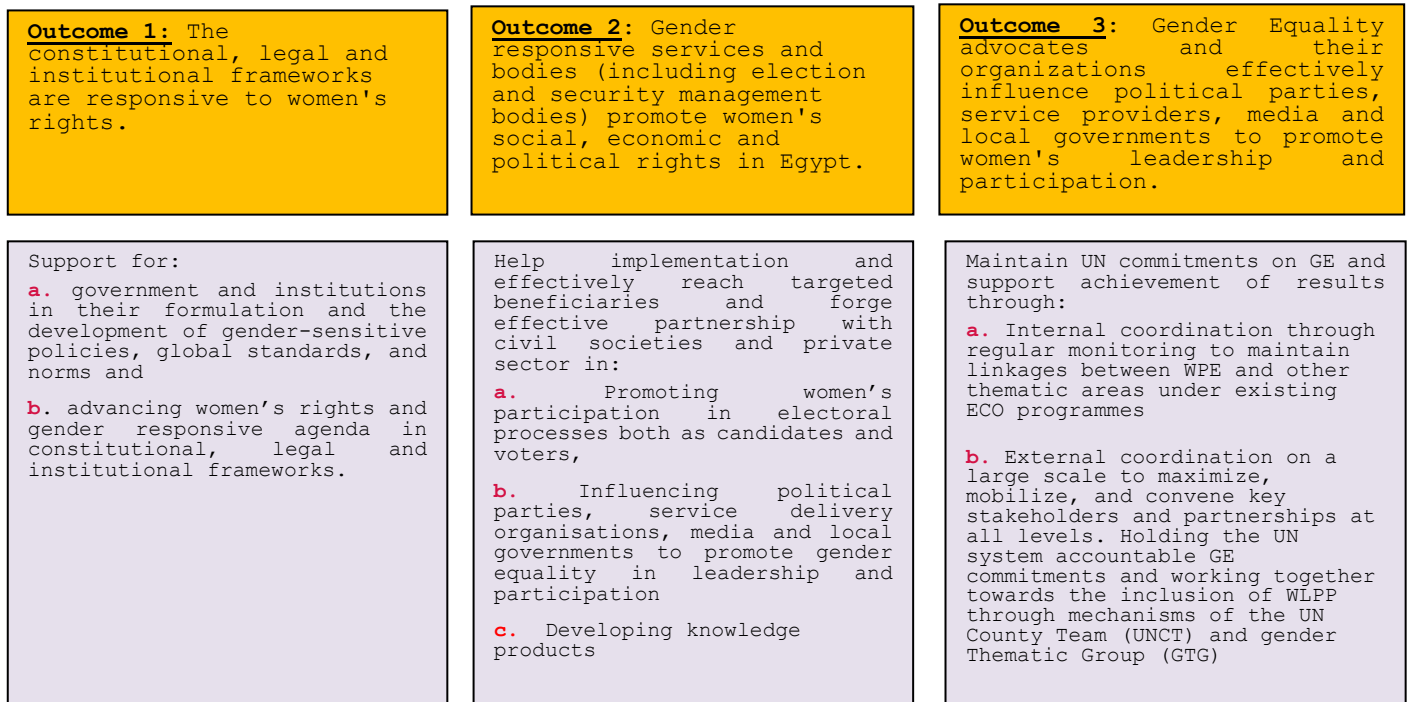 Outcome 1: The
constitutional, legal and
institutional frameworks
are responsive to women's
rights.
Outcome 2: Gender
responsive services and
bodies (including election
and security management
bodies) promote women's
social, economic and
political rights in Egypt.
Outcome 3: Gender Equality
advocates and their
organizations effectively
influence political parties,
service providers, media and
local governments to promote
women's leadership and
participation.
Support for:
a. government and institutions
in their formulation and the
development of gender-sensitive
policies, global standards, and
norms and
b. advancing women’s rights and
gender responsive agenda in
constitutional, legal and
institutional frameworks.
Help implementation and
effectively reach targeted
beneficiaries and forge
effective partnership with
civil societies and private
sector in:
a. Promoting women’s
participation in electoral
processes both as candidates and
voters,
b. Influencing political
parties, service delivery
organisations, media and local
governments to promote gender
equality in leadership and
participation
c. Developing knowledge
products
Maintain UN commitments on GE and
support achievement of results
through:
a. Internal coordination through
regular monitoring to maintain
linkages between WPE and other
thematic areas under existing
ECO programmes
b. External coordination on a
large scale to maximize,
mobilize, and convene key
stakeholders and partnerships at
all levels. Holding the UN
system accountable GE
commitments and working together
towards the inclusion of WLPP
through mechanisms of the UN
County Team (UNCT) and gender
Thematic Group (GTG)